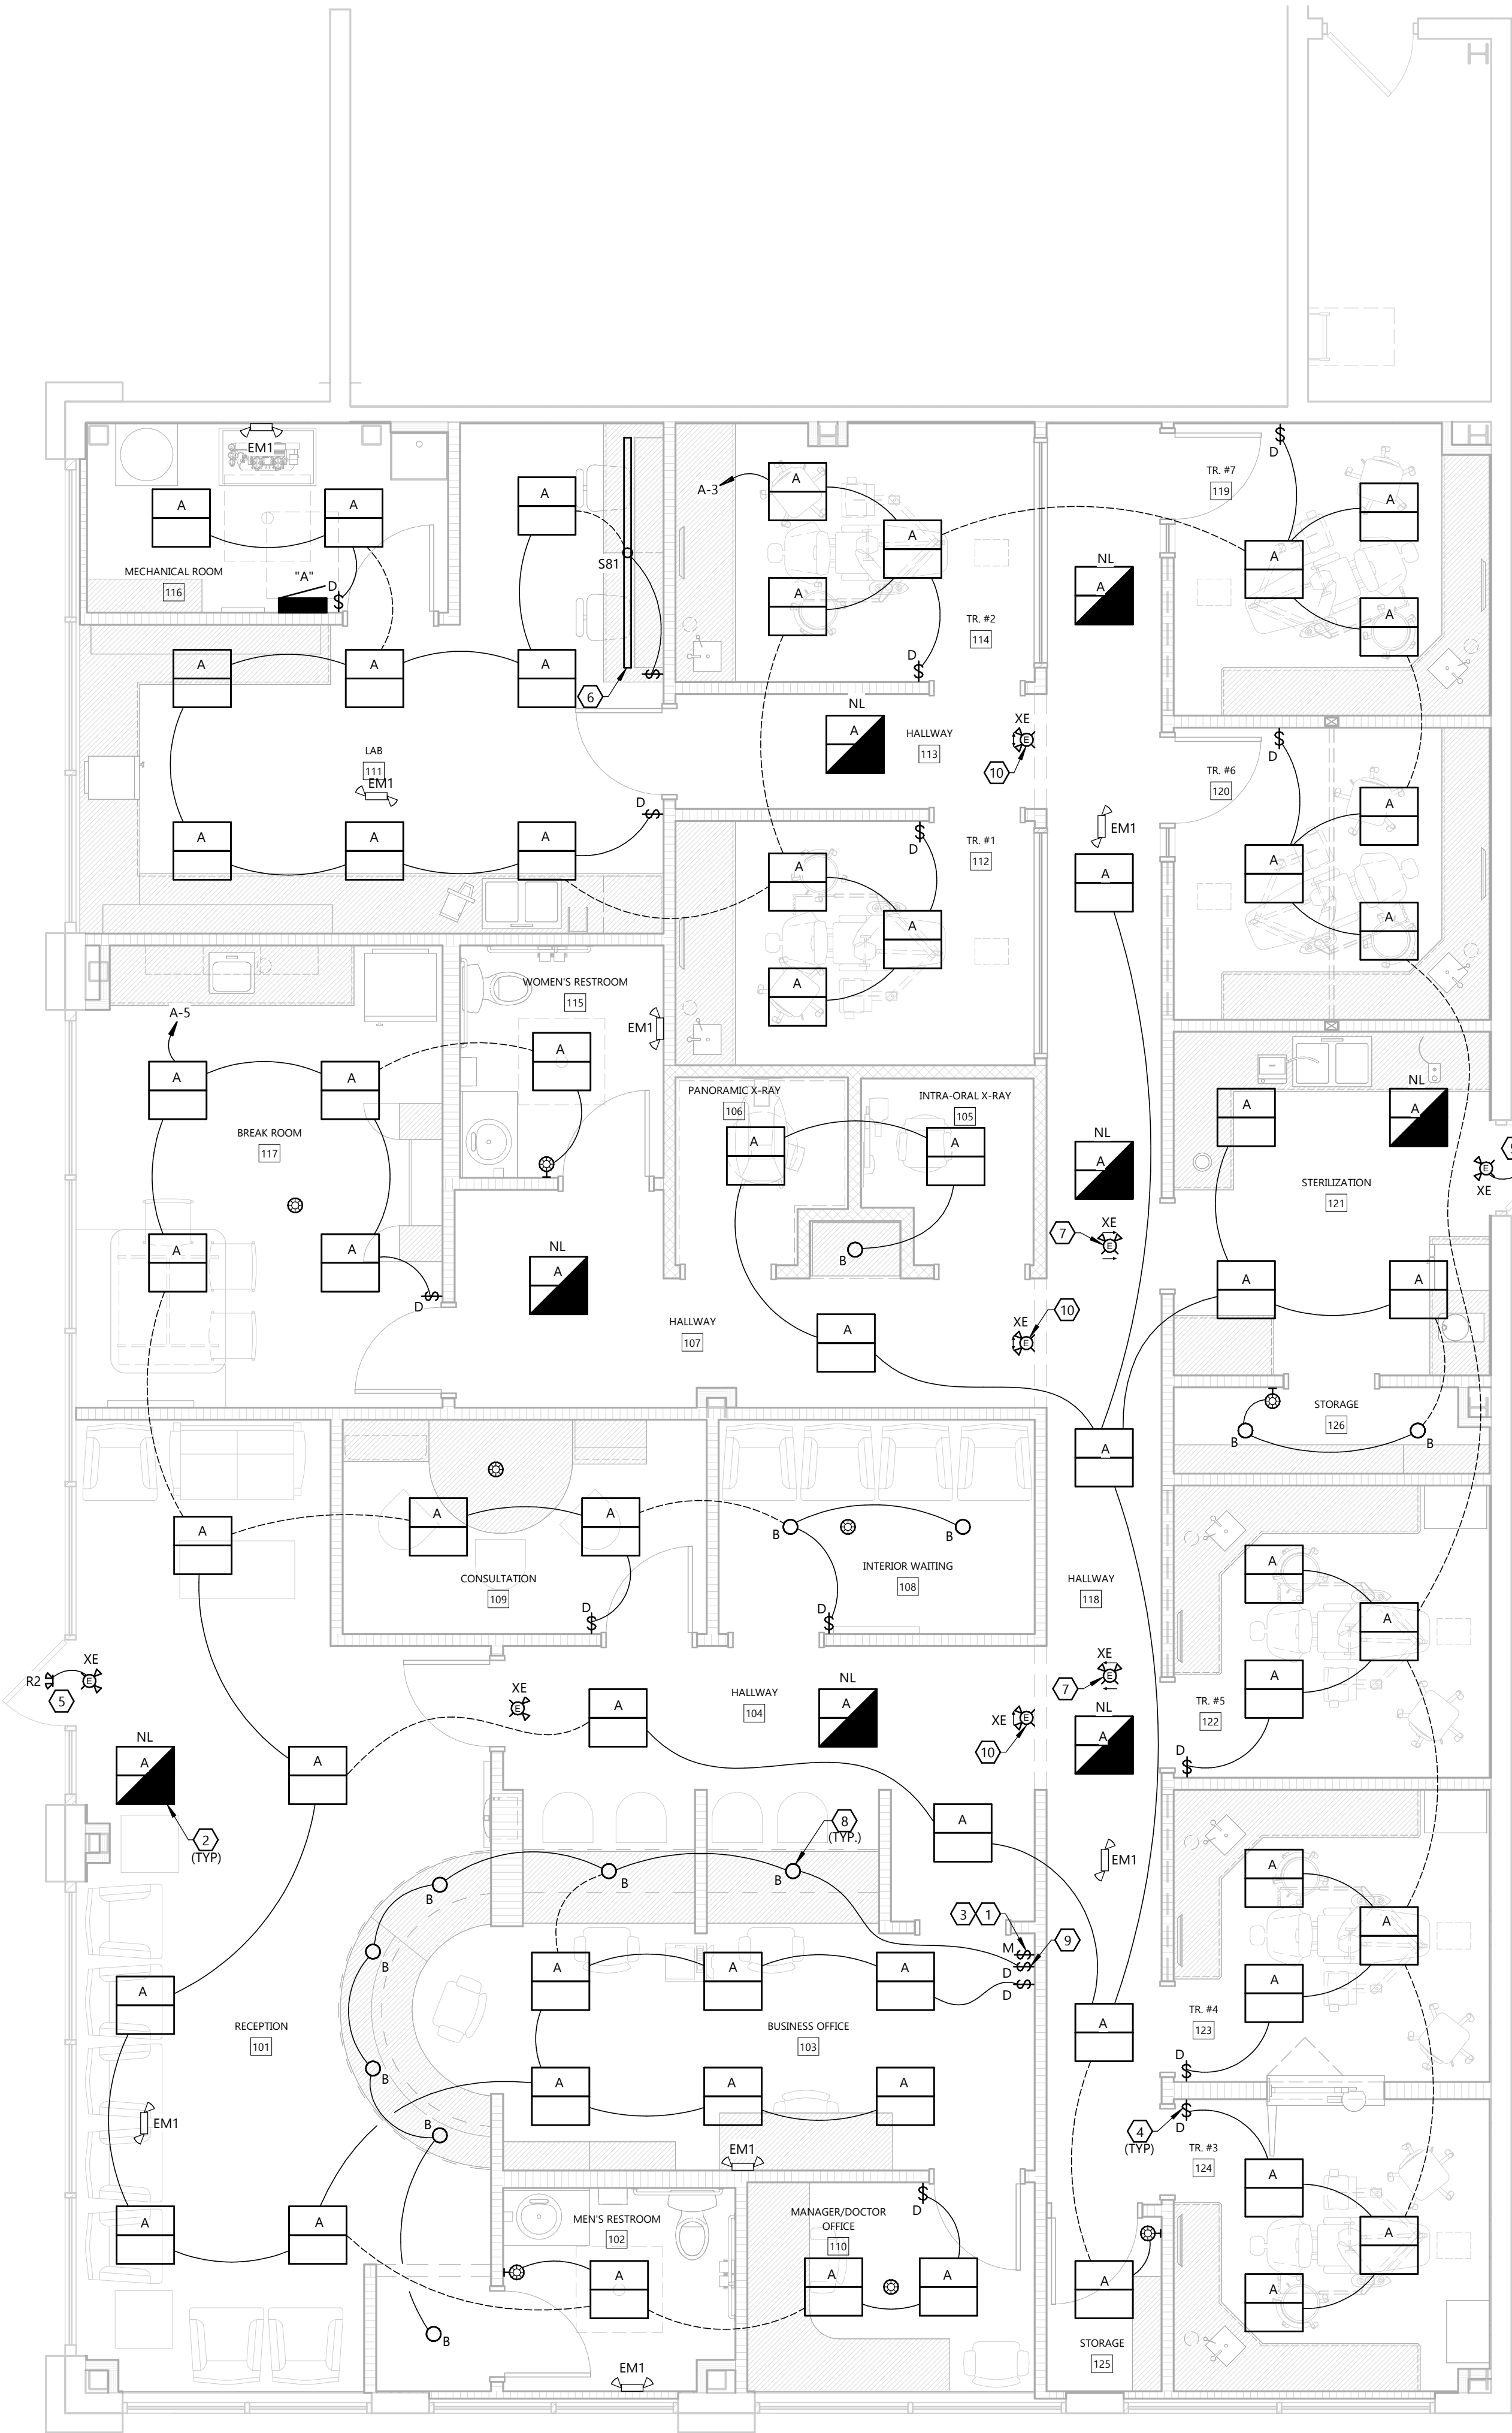 EM1
A
A
MECHANICAL ROOM
116
"A"
D
$
A
S81
6
$
A-3
A
A
A
D
$
TR. #2
114
NL
A
TR. #7
119
$
D
A
A
A
A
A
A
LAB
111
EM1
A
A
A
D
$
NL
A
HALLWAY
113
XE
E
10
TR. #1
112
$
D
A
A
A
EM1
A
TR. #6
120
$
D
A
A
A
A-5
A
A
BREAK ROOM
117
A
A
D
$
WOMEN'S RESTROOM
115
A
EM1
NL
A
PANORAMIC X-RAY
106
A
INTRA-ORAL X-RAY
105
A
B
HALLWAY
107
A
NL
A
7
XE
E
XE
E
10
A
NL
A
STERILIZATION
121
E
XE
A
A
STORAGE
126
B
B
A
A
CONSULTATION
109
A
A
D
$
B
B
INTERIOR WAITING
108
D
$
HALLWAY
118
A
A
A
TR. #5
122
D
$
R2
XE
E
5
XE
E
A
HALLWAY
104
NL
A
XE
E
10
7
XE
E
NL
A
NL
A
2
(TYP)
A
8
(TYP.)
B
B
B
B
B
B
A
3
1
9
M
$
D
$
D
$
EM1
A
A
A
TR. #4
123
D
$
A
RECEPTION
101
A
A
A
BUSINESS OFFICE
103
A
A
A
A
EM1
EM1
4
(TYP)
$
D
TR. #3
124
A
A
A
A
A
MEN'S RESTROOM
102
A
MANAGER/DOCTOR
OFFICE
110
$
D
A
A
A
B
EM1
STORAGE
125